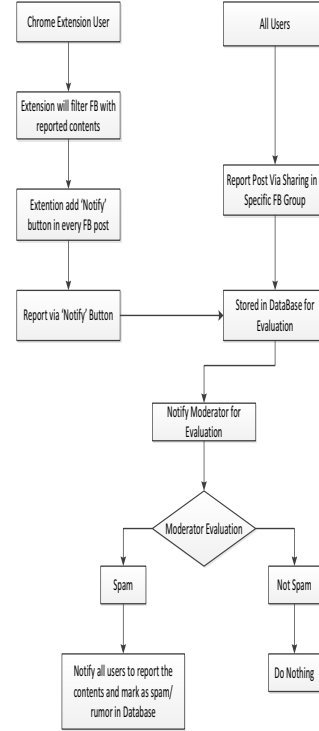 Chrome Extension User
All Users
Extension will filter FB with
reported contents
Extention add ‘Notify’
button in every FB post
Report Post Via Sharing in
Specific FB Group
Report via ‘Notify’ Button
Stored in DataBase for
Evaluation
Notify Moderator for
Evaluation
Moderator Evaluation
Spam
Not Spam
Notify all users to report the
contents and mark as spam/
rumor in Database
Do Nothing